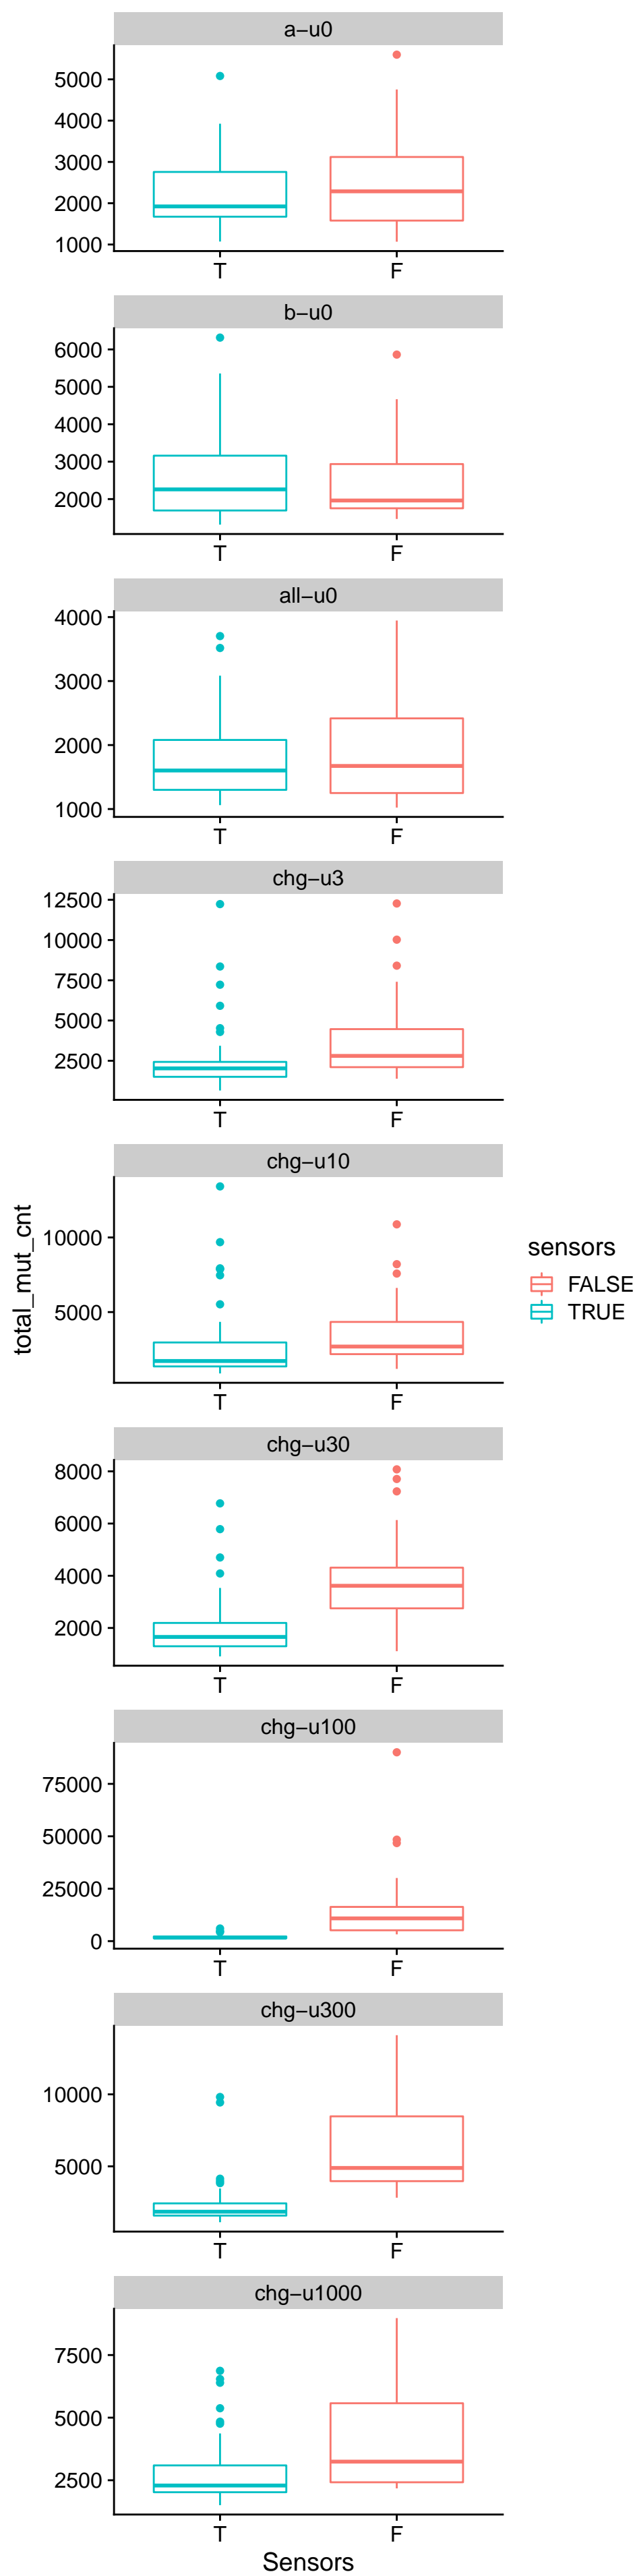 a−u0
5000
4000
3000
2000
1000
T F
b−u0
6000
5000
4000
3000
2000
T F
all−u0
4000
3000
2000
1000
T F
chg−u3
12500
10000
7500
5000
2500
T F
chg−u10
10000
5000
T F
total_mut_cnt
sensors
FALSE
TRUE
chg−u30
8000
6000
4000
2000
T F
chg−u100
75000
50000
25000
0
T F
chg−u300
10000
5000
T F
chg−u1000
7500
5000
2500
T F
Sensors